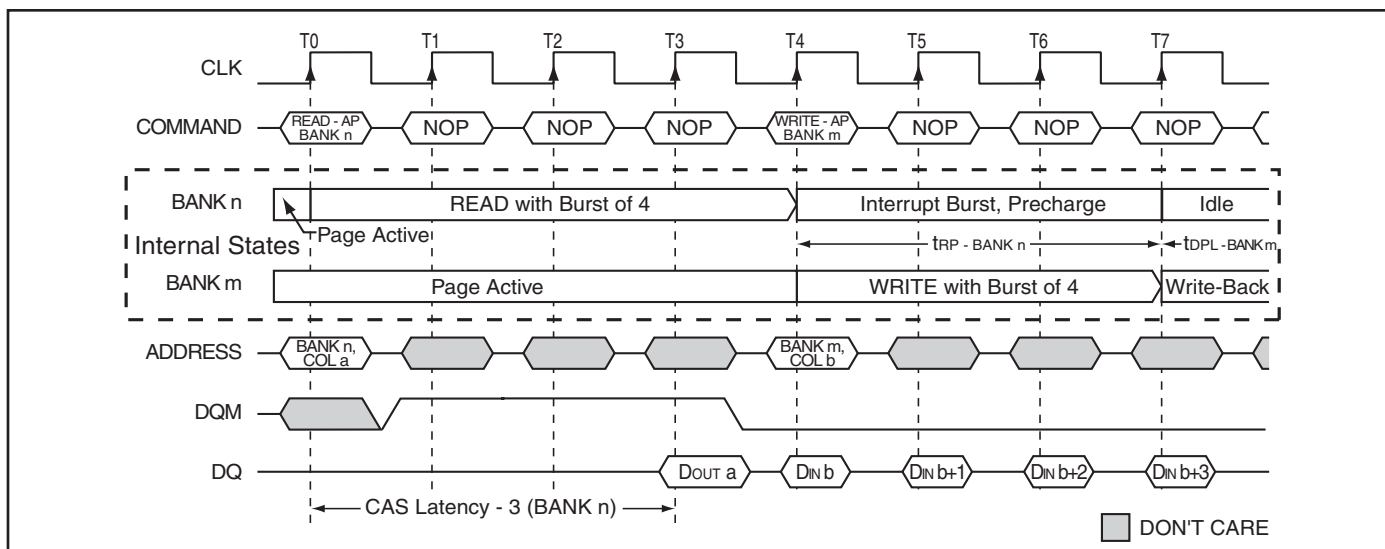 T0 T1 T2 T3 T4 T5 T6 T7
CLK
COMMAND READ - AP BANK n NOP NOP NOP WRITE - AP BANK m NOP NOP NOP
BANK n READ with Burst of 4 Interrupt Burst, Precharge Idle
Internal States Page Active tRP - BANK n tDPL - BANK m
BANK m Page Active WRITE with Burst of 4 Write-Back
ADDRESS BANK n, COL a BANK m, COL b
DQM
DQ DOUT a DIN b DIN b+1 DIN b+2 DIN b+3
CAS Latency - 3 (BANK n)
DON'T CARE